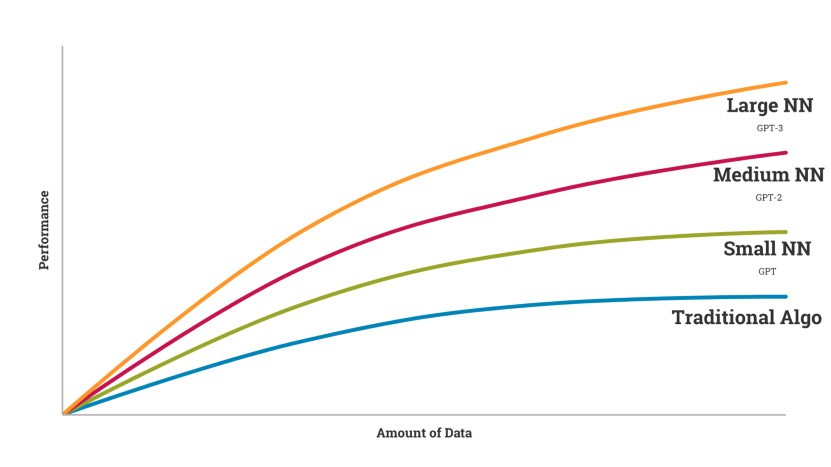 Large NN
GPT-3
Medium NN
GPT-2
Performance
Small NN
GPT
Traditional Algo
Amount of Data